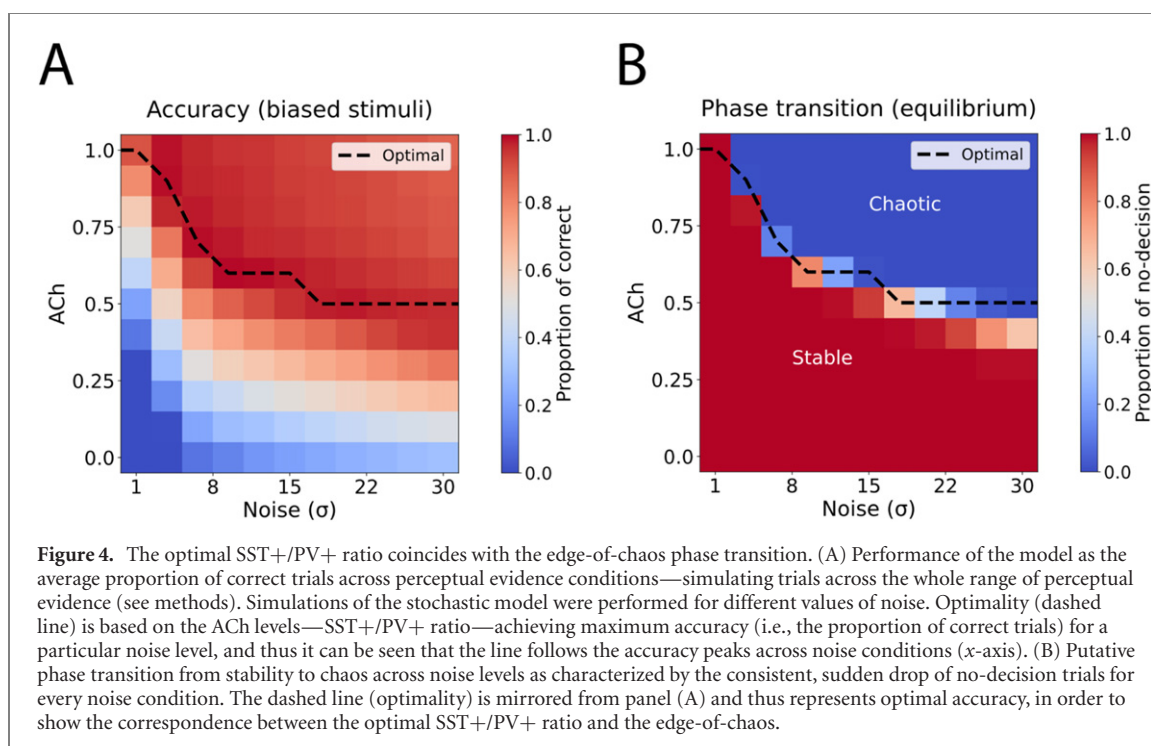 A
B
Accuracy (biased stimuli)
Phase transition (equilibrium)
Optimal
Optimal
Chaotic
Stable
1.0
0.75
0.5
0.25
0.0
ACh
1 8 15 22 30
Noise (σ)
1.0
0.8
0.6
0.4
0.2
0.0
Proportion of correct
1.0
0.75
0.5
0.25
0.0
ACh
1 8 15 22 30
Noise (σ)
1.0
0.8
0.6
0.4
0.2
0.0
Proportion of no-decision
Figure 4. The optimal SST+/PV+ ratio coincides with the edge-of-chaos phase transition. (A) Performance of the model as the
average proportion of correct trials across perceptual evidence conditions—simulating trials across the whole range of perceptual
evidence (see methods). Simulations of the stochastic model were performed for different values of noise. Optimality (dashed
line) is based on the ACh levels—SST+/PV+ ratio—achieving maximum accuracy (i.e., the proportion of correct trials) for a
particular noise level, and thus it can be seen that the line follows the accuracy peaks across noise conditions (x-axis). (B) Putative
phase transition from stability to chaos across noise levels as characterized by the consistent, sudden drop of no-decision trials for
every noise condition. The dashed line (optimality) is mirrored from panel (A) and thus represents optimal accuracy, in order to
show the correspondence between the optimal SST+/PV+ ratio and the edge-of-chaos.